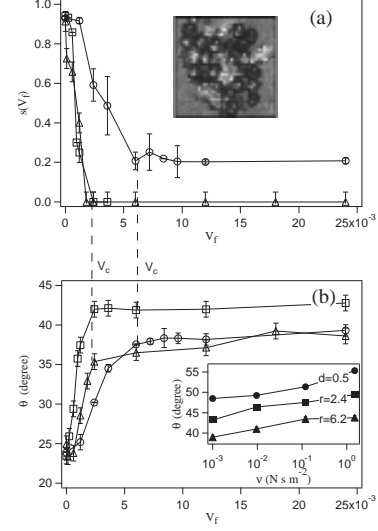 (a)
s(V_f)
1.0
0.8
0.6
0.4
0.2
0.0
0 5 10 15 20 25x10⁻³
V_f
V_c V_c
(b)
θ (degree)
45
40
35
30
25
20
θ (degree)
55
50
45
40
d=0.5
r=2.4
r=6.2
10⁻³ 10⁻² 10⁻¹ 10⁰
ν (N s m⁻²)
0 5 10 15 20 25x10⁻³
V_f